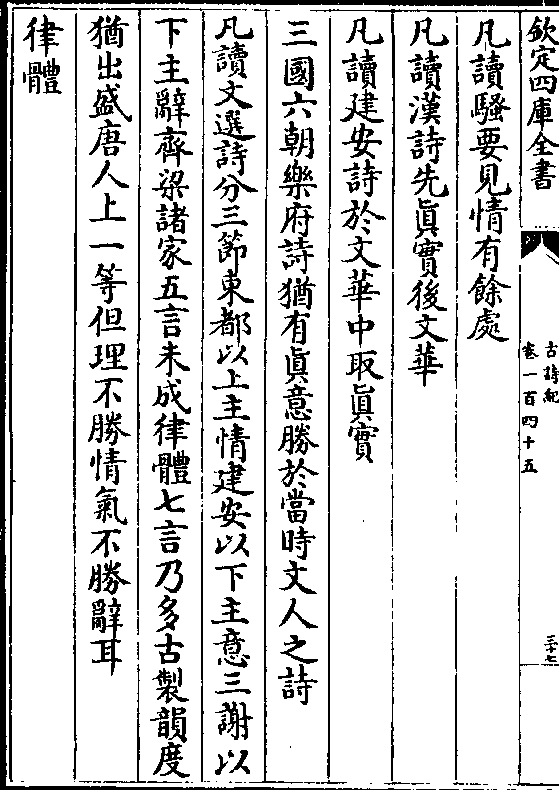 欽定四庫全書
古詩紀
卷一百四十五
三十七
凡讀騷要見情有餘處
凡讀漢詩先眞實後文華
凡讀建安詩於文華中取眞實
三國六朝樂府詩猶有眞意勝於當時文人之詩
凡讀文選詩分三節東都以上主情建安以下主意三謝以
下主辭齊梁諸家五言未成律體七言乃多古製韻度
猶出盛唐人上一等但理不勝情氣不勝辭耳
律體